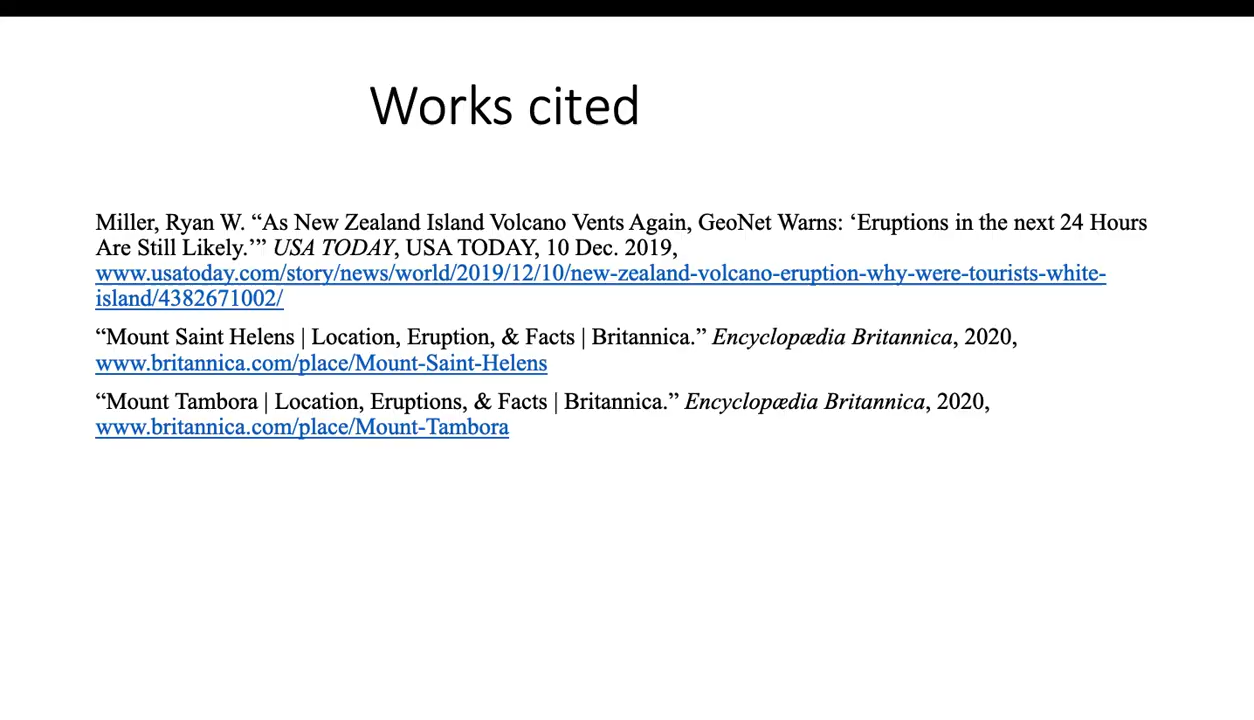 Works cited
Miller, Ryan W. “As New Zealand Island Volcano Vents Again, GeoNet Warns: ‘Eruptions in the next 24 Hours
Are Still Likely.’” USA TODAY, USA TODAY, 10 Dec. 2019,
www.usatoday.com/story/news/world/2019/12/10/new-zealand-volcano-eruption-why-were-tourists-white-
island/4382671002/
“Mount Saint Helens | Location, Eruption, & Facts | Britannica.” Encyclopædia Britannica, 2020,
www.britannica.com/place/Mount-Saint-Helens
“Mount Tambora | Location, Eruptions, & Facts | Britannica.” Encyclopædia Britannica, 2020,
www.britannica.com/place/Mount-Tambora